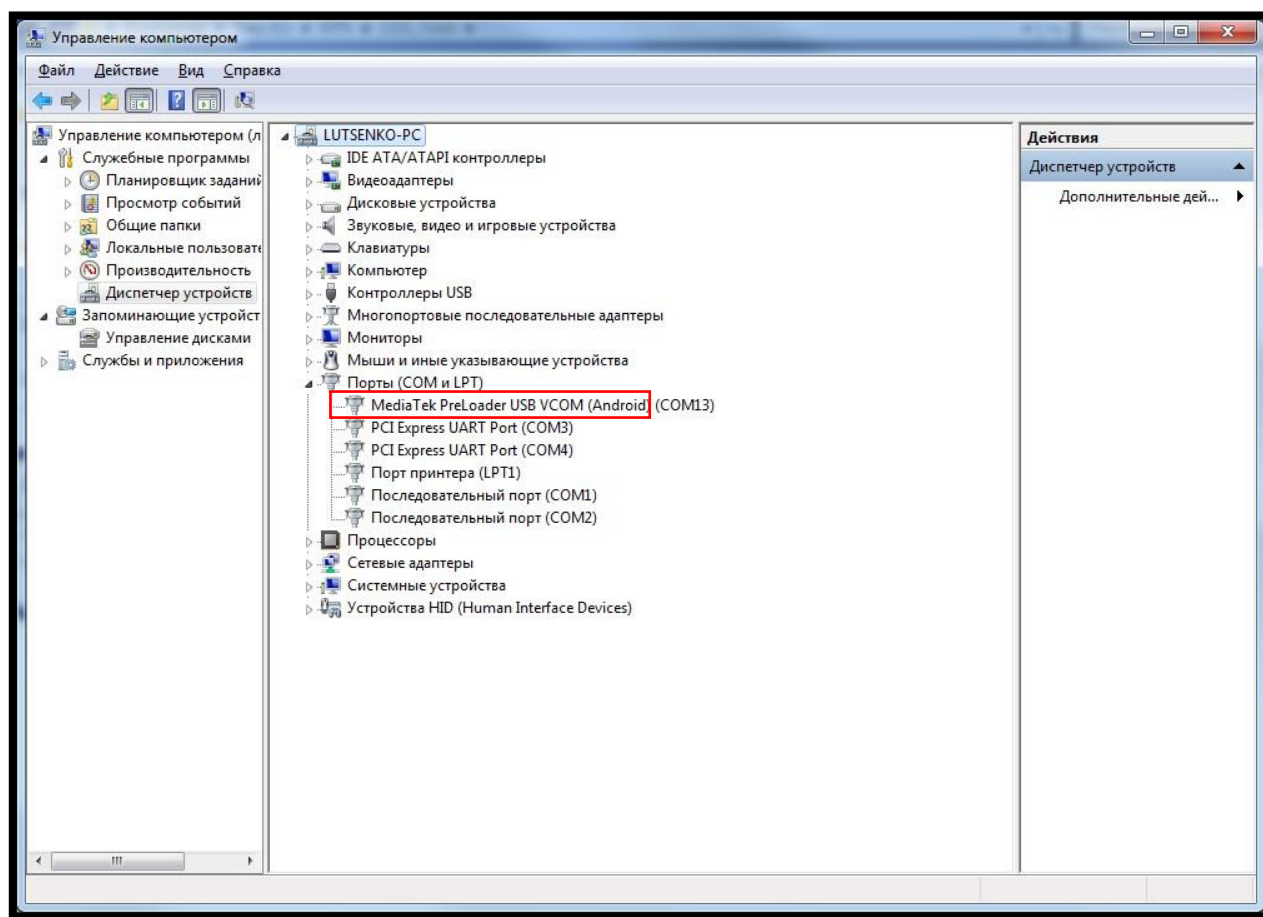 Управление компьютером
Файл Действие Вид Справка
Управление компьютером (л
Служебные программы
Планировщик заданий
Просмотр событий
Общие папки
Локальные пользовате
Производительность
Диспетчер устройств
Запоминающие устройст
Управление дисками
Службы и приложения
LUTSENKO-PC
IDE ATA/ATAPI контроллеры
Видеоадаптеры
Дисковые устройства
Звуковые, видео и игровые устройства
Клавиатуры
Компьютер
Контроллеры USB
Многопортовые последовательные адаптеры
Мониторы
Мыши и иные указывающие устройства
Порты (COM и LPT)
MediaTek PreLoader USB VCOM (Android) (COM13)
PCI Express UART Port (COM3)
PCI Express UART Port (COM4)
Порт принтера (LPT1)
Последовательный порт (COM1)
Последовательный порт (COM2)
Процессоры
Сетевые адаптеры
Системные устройства
Устройства HID (Human Interface Devices)
Действия
Диспетчер устройств
Дополнительные дей...